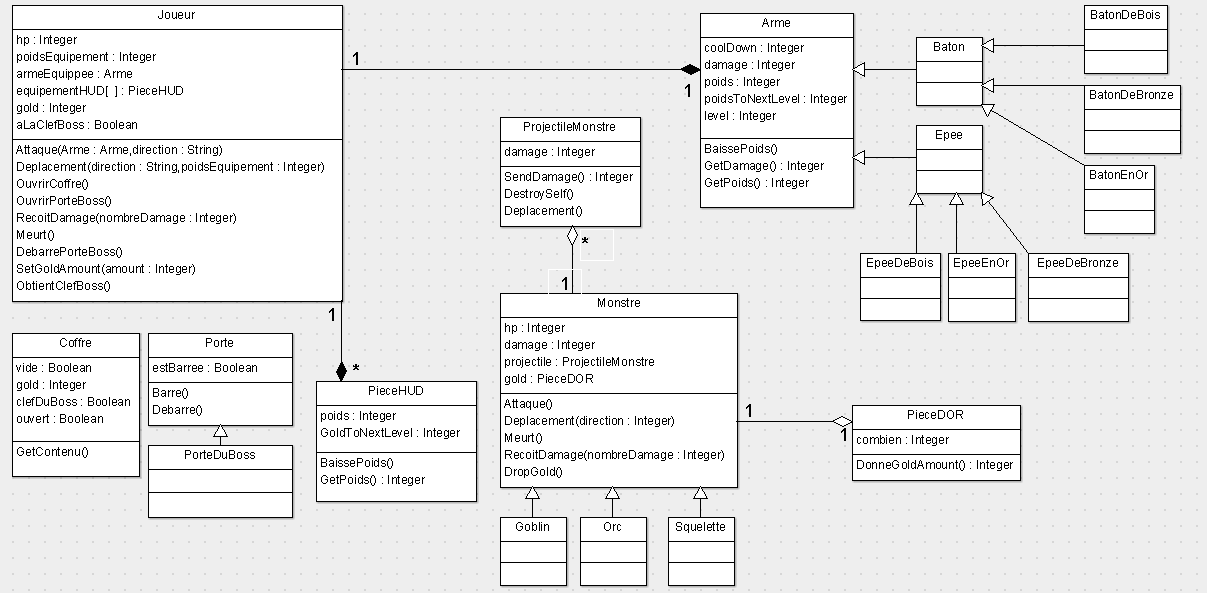 Joueur
hp : Integer
poidsEquipement : Integer
armeEquippee : Arme
equipementHUD[ ] : PieceHUD
gold : Integer
aLaClefBoss : Boolean
Attaque(Arme : Arme,direction : String)
Deplacement(direction : String,poidsEquipement : Integer)
OuvrirCoffre()
OuvrirPorteBoss()
RecoitDamage(nombreDamage : Integer)
Meurt()
DebarrePorteBoss()
SetGoldAmount(amount : Integer)
ObtientClefBoss()
1
1
Arme
coolDown : Integer
damage : Integer
poids : Integer
poidsToNextLevel : Integer
level : Integer
BaissePoids()
GetDamage() : Integer
GetPoids() : Integer
Baton
BatonDeBois
BatonDeBronze
BatonEnOr
Epee
EpeeDeBois
EpeeEnOr
EpeeDeBronze
ProjectileMonstre
damage : Integer
SendDamage() : Integer
DestroySelf()
Deplacement()
*
1
Monstre
hp : Integer
damage : Integer
projectile : ProjectileMonstre
gold : PieceDOR
Attaque()
Deplacement(direction : Integer)
Meurt()
RecoitDamage(nombreDamage : Integer)
DropGold()
1
1
PieceDOR
combien : Integer
DonneGoldAmount() : Integer
Goblin
Orc
Squelette
1
*
PieceHUD
poids : Integer
GoldToNextLevel : Integer
BaissePoids()
GetPoids() : Integer
Coffre
vide : Boolean
gold : Integer
clefDuBoss : Boolean
ouvert : Boolean
GetContenu()
Porte
estBarree : Boolean
Barre()
Debarre()
PorteDuBoss